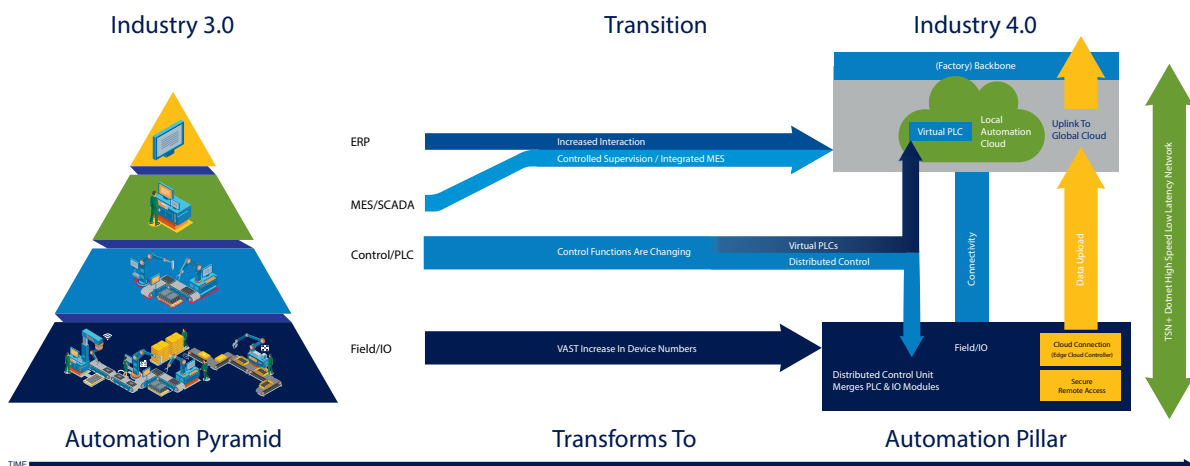 Industry 3.0
Transition
Industry 4.0
(Factory) Backbone
ERP
Increased Interaction
Controlled Supervision / Integrated MES
Virtual PLC
Local
Automation
Cloud
Uplink To
Global Cloud
MES/SCADA
Control/PLC
Control Functions Are Changing
Virtual PLCs
Distributed Control
Connectivity
Data Upload
TSN + Dotnet High Speed Low Latency Network
Field/IO
VAST Increase In Device Numbers
Field/IO
Distributed Control Unit
Merges PLC & IO Modules
Cloud Connection
(Edge Cloud Controller)
Secure
Remote Access
Automation Pyramid
Transforms To
Automation Pillar
TIME